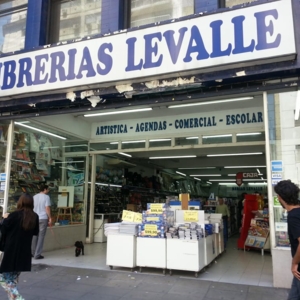 IBRERIAS LEVALLE
ARTISTICA - AGENDAS - COMERCIAL - ESCOLAR